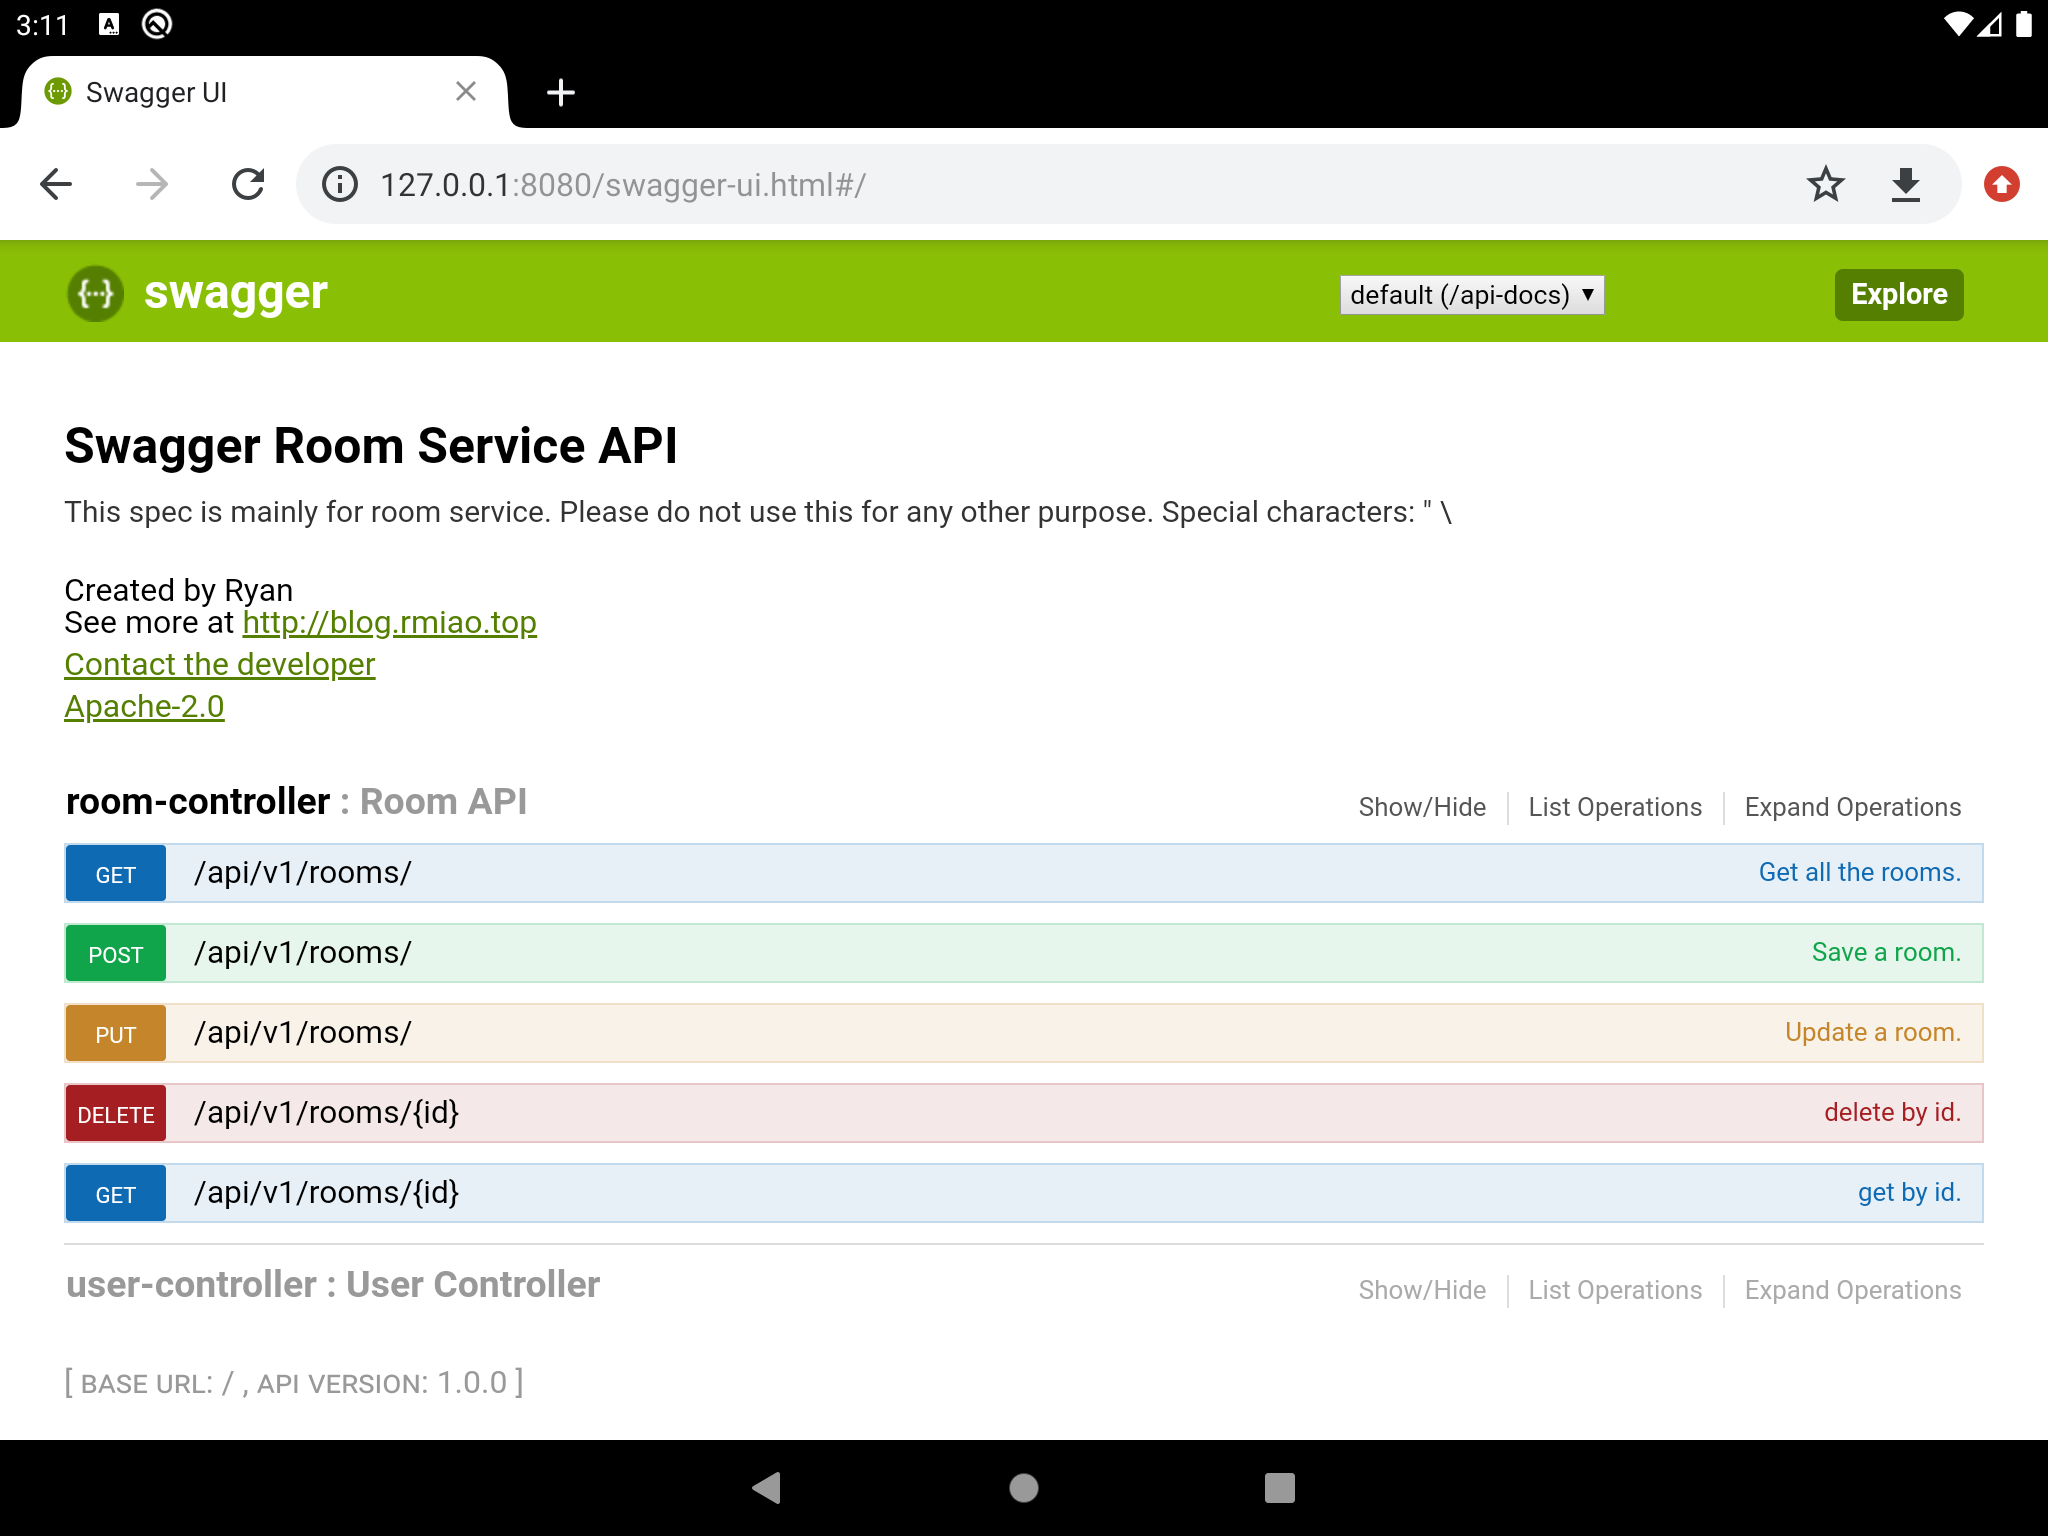 3:11
Swagger UI
127.0.0.1:8080/swagger-ui.html#/
swagger
default (/api-docs)
Explore
Swagger Room Service API
This spec is mainly for room service. Please do not use this for any other purpose. Special characters: " \
Created by Ryan
See more at http://blog.rmiao.top
Contact the developer
Apache-2.0
room-controller : Room API
Show/Hide
List Operations
Expand Operations
GET
/api/v1/rooms/
Get all the rooms.
POST
/api/v1/rooms/
Save a room.
PUT
/api/v1/rooms/
Update a room.
DELETE
/api/v1/rooms/{id}
delete by id.
GET
/api/v1/rooms/{id}
get by id.
user-controller : User Controller
Show/Hide
List Operations
Expand Operations
[ BASE URL: / , API VERSION: 1.0.0 ]